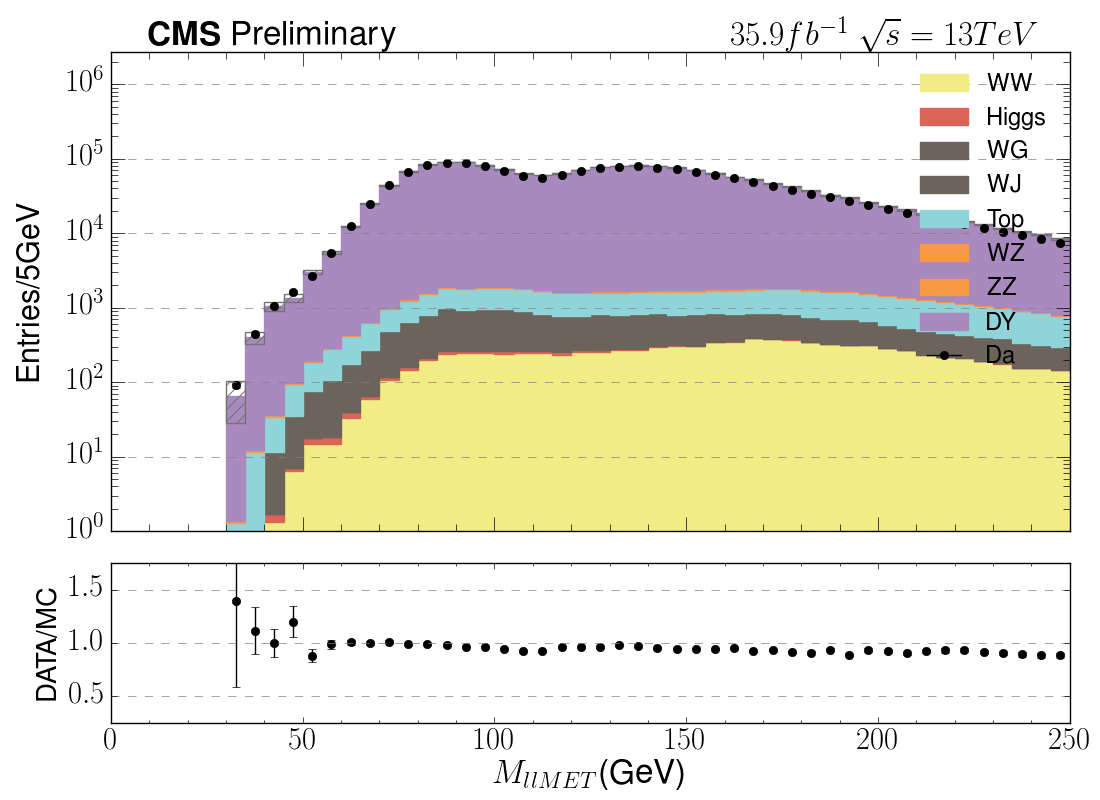 CMS Preliminary 35.9fb⁻¹ √s = 13TeV
Entries/5GeV
10⁶
10⁵
10⁴
10³
10²
10¹
10⁰
WW
Higgs
WG
WJ
Top
WZ
ZZ
DY
Da
DATA/MC
1.5
1.0
0.5
0 50 100 150 200 250
M_{llMET}(GeV)